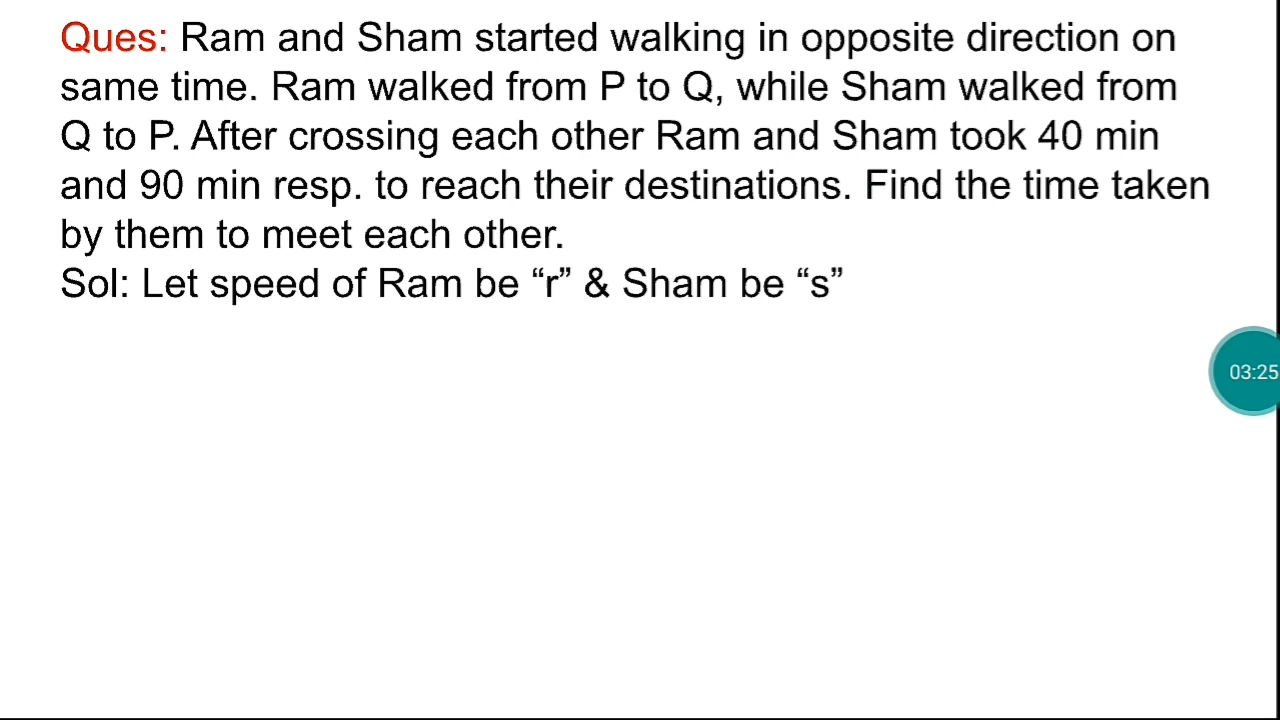 Ques: Ram and Sham started walking in opposite direction on
same time. Ram walked from P to Q, while Sham walked from
Q to P. After crossing each other Ram and Sham took 40 min
and 90 min resp. to reach their destinations. Find the time taken
by them to meet each other.
Sol: Let speed of Ram be “r” & Sham be “s”
03:25